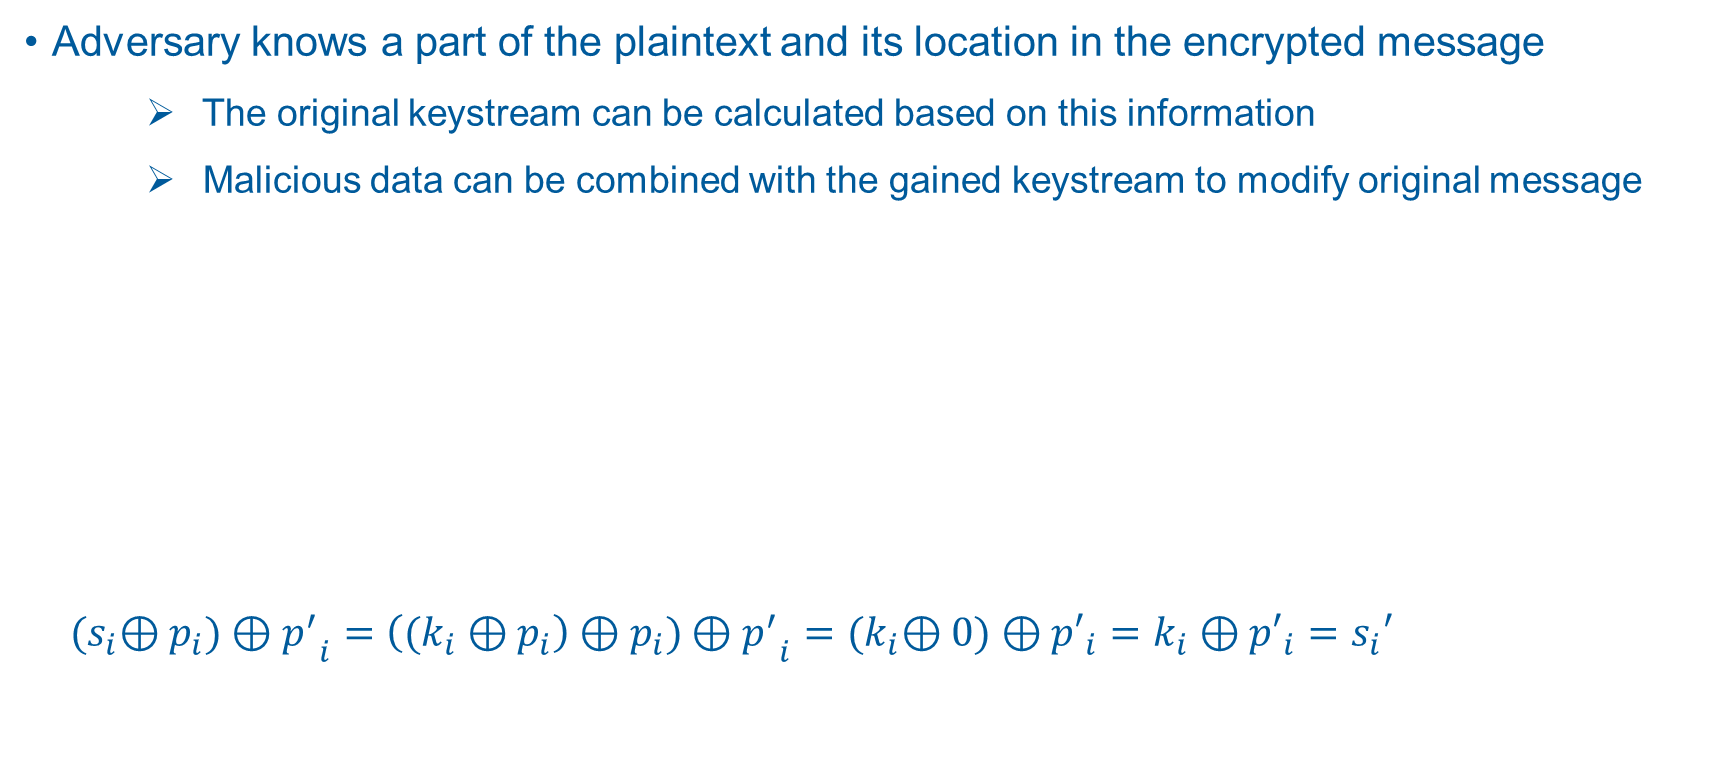 • Adversary knows a part of the plaintext and its location in the encrypted message
➢ The original keystream can be calculated based on this information
➢ Malicious data can be combined with the gained keystream to modify original message
(sᵢ⊕ pᵢ) ⊕ p′ᵢ = ((kᵢ ⊕ pᵢ) ⊕ pᵢ) ⊕ p′ᵢ = (kᵢ⊕ 0) ⊕ p′ᵢ = kᵢ ⊕ p′ᵢ = sᵢ′